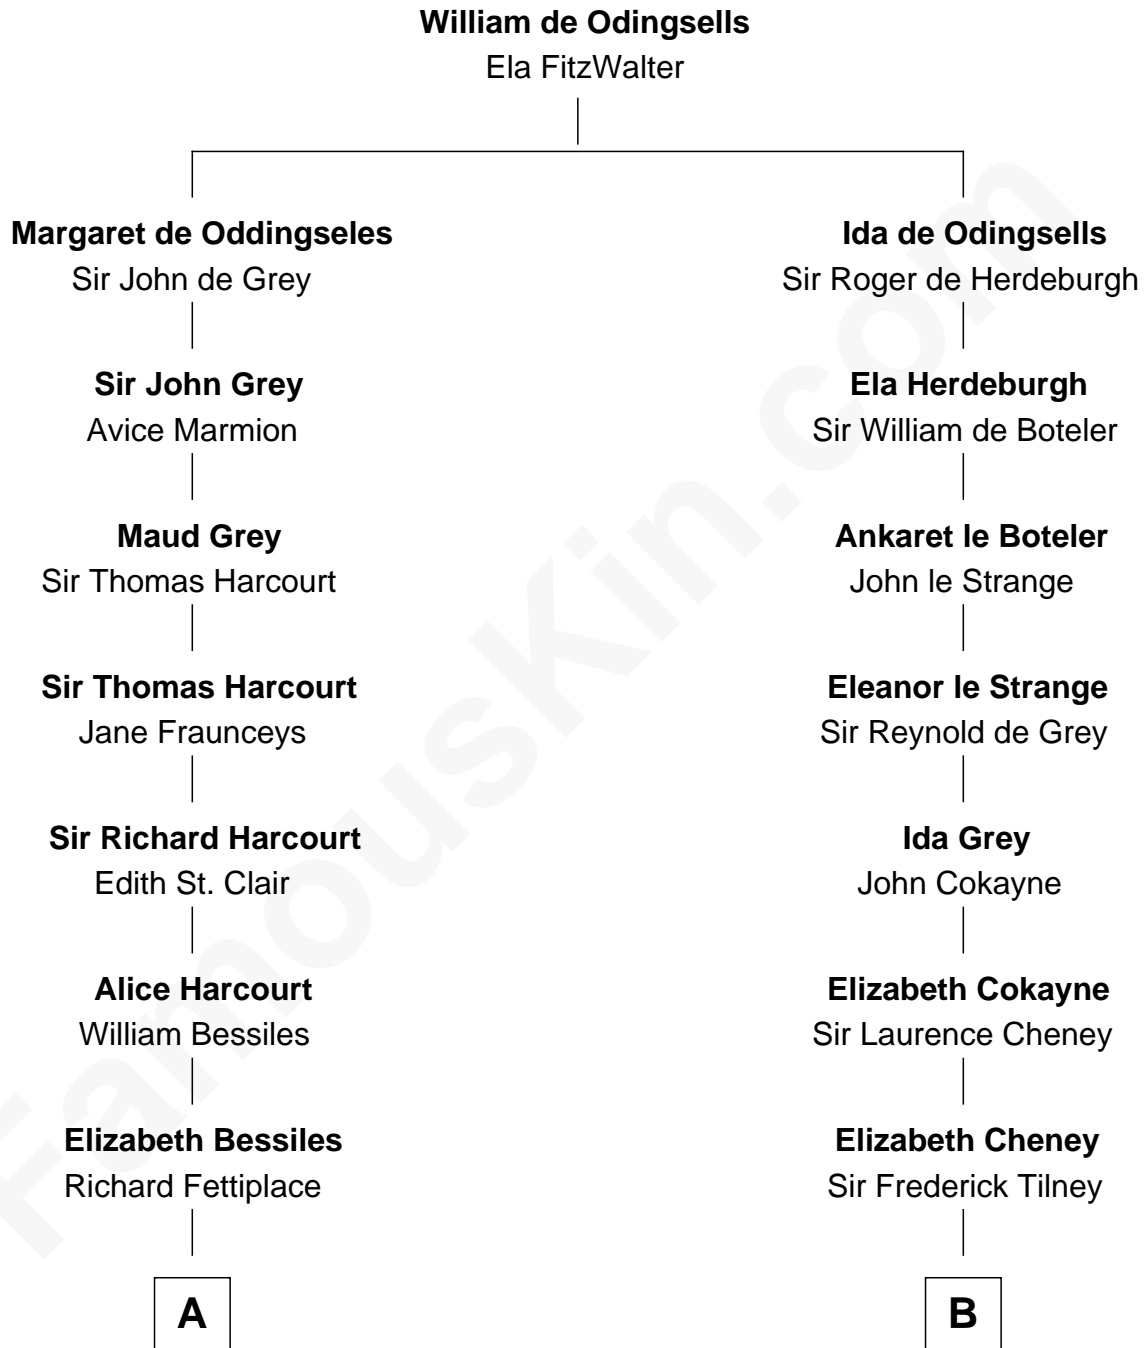 William de Odingsells
Ela FitzWalter
Margaret de Oddingseles
Sir John de Grey
Sir John Grey
Avice Marmion
Maud Grey
Sir Thomas Harcourt
Sir Thomas Harcourt
Jane Fraunceys
Sir Richard Harcourt
Edith St. Clair
Alice Harcourt
William Bessiles
Elizabeth Bessiles
Richard Fettiplace
A
Ida de Odingsells
Sir Roger de Herdeburgh
Ela Herdeburgh
Sir William de Boteler
Ankaret le Boteler
John le Strange
Eleanor le Strange
Sir Reynold de Grey
Ida Grey
John Cokayne
Elizabeth Cokayne
Sir Laurence Cheney
Elizabeth Cheney
Sir Frederick Tilney
B
FamousKin.com